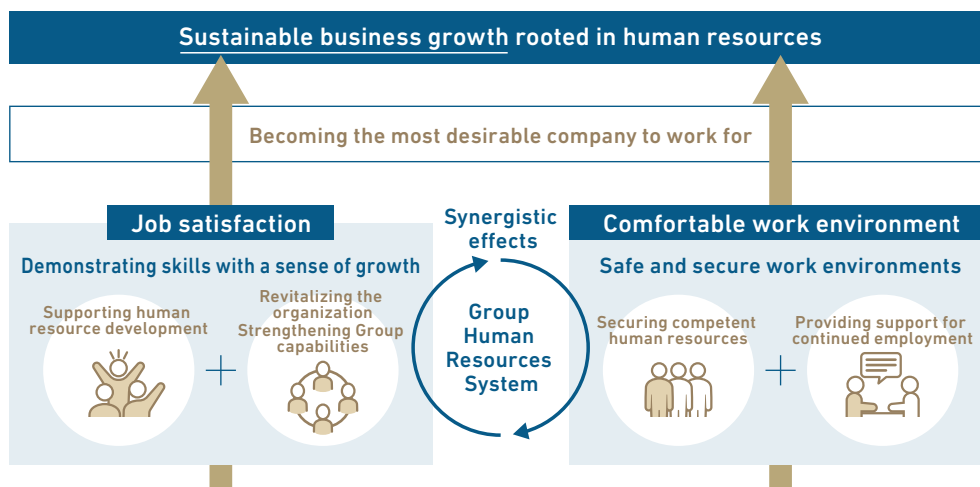 Sustainable business growth rooted in human resources
Becoming the most desirable company to work for
Job satisfaction
Demonstrating skills with a sense of growth
Supporting human
resource development
Revitalizing the
organization
Strengthening Group
capabilities
Synergistic
effects
Group
Human
Resources
System
Comfortable work environment
Safe and secure work environments
Securing competent
human resources
Providing support for
continued employment